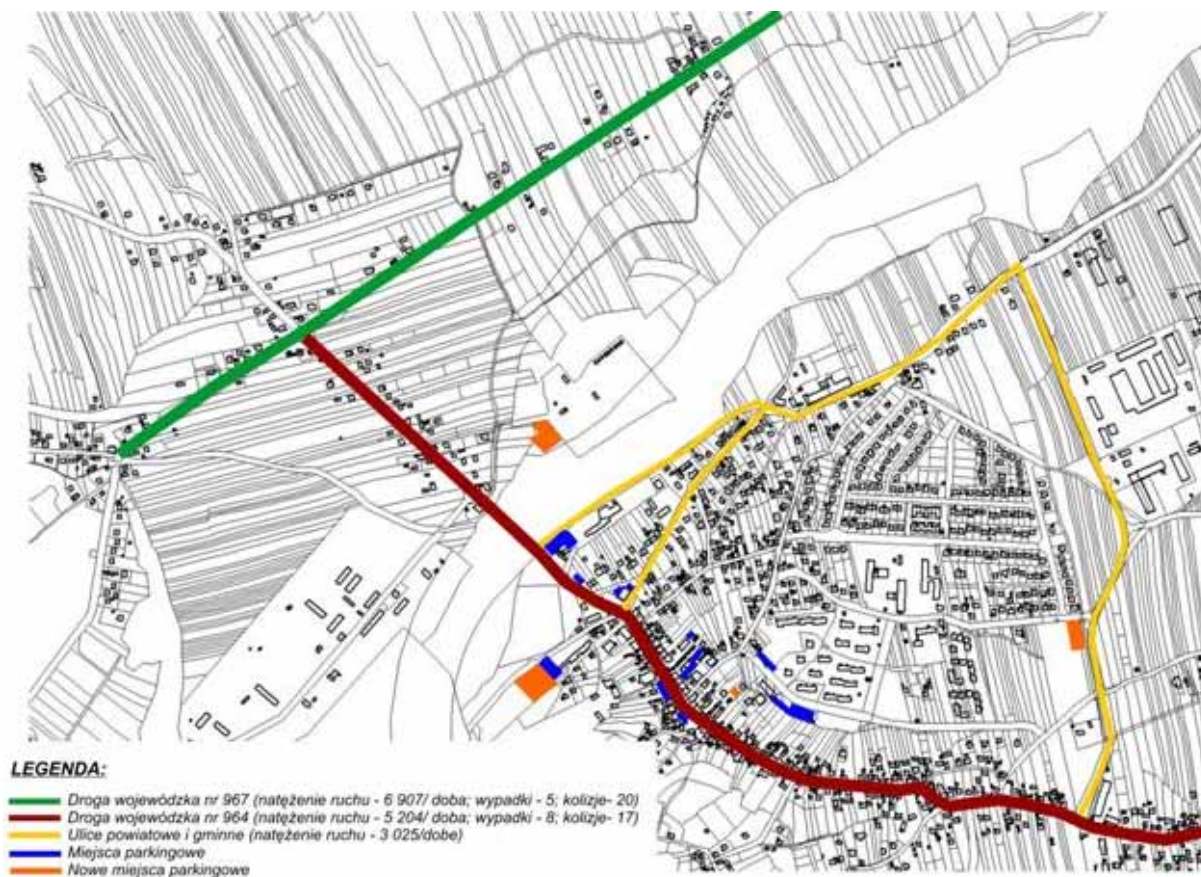 LEGENDA:
Droga wojewódzka nr 967 (natężenie ruchu - 6 907/ doba; wypadki - 5; kolizje- 20)
Droga wojewódzka nr 964 (natężenie ruchu - 5 204/ doba; wypadki - 8; kolizje- 17)
Ulice powiatowe i gminne (natężenie ruchu - 3 025/dobe)
Miejsca parkingowe
Nowe miejsca parkingowe